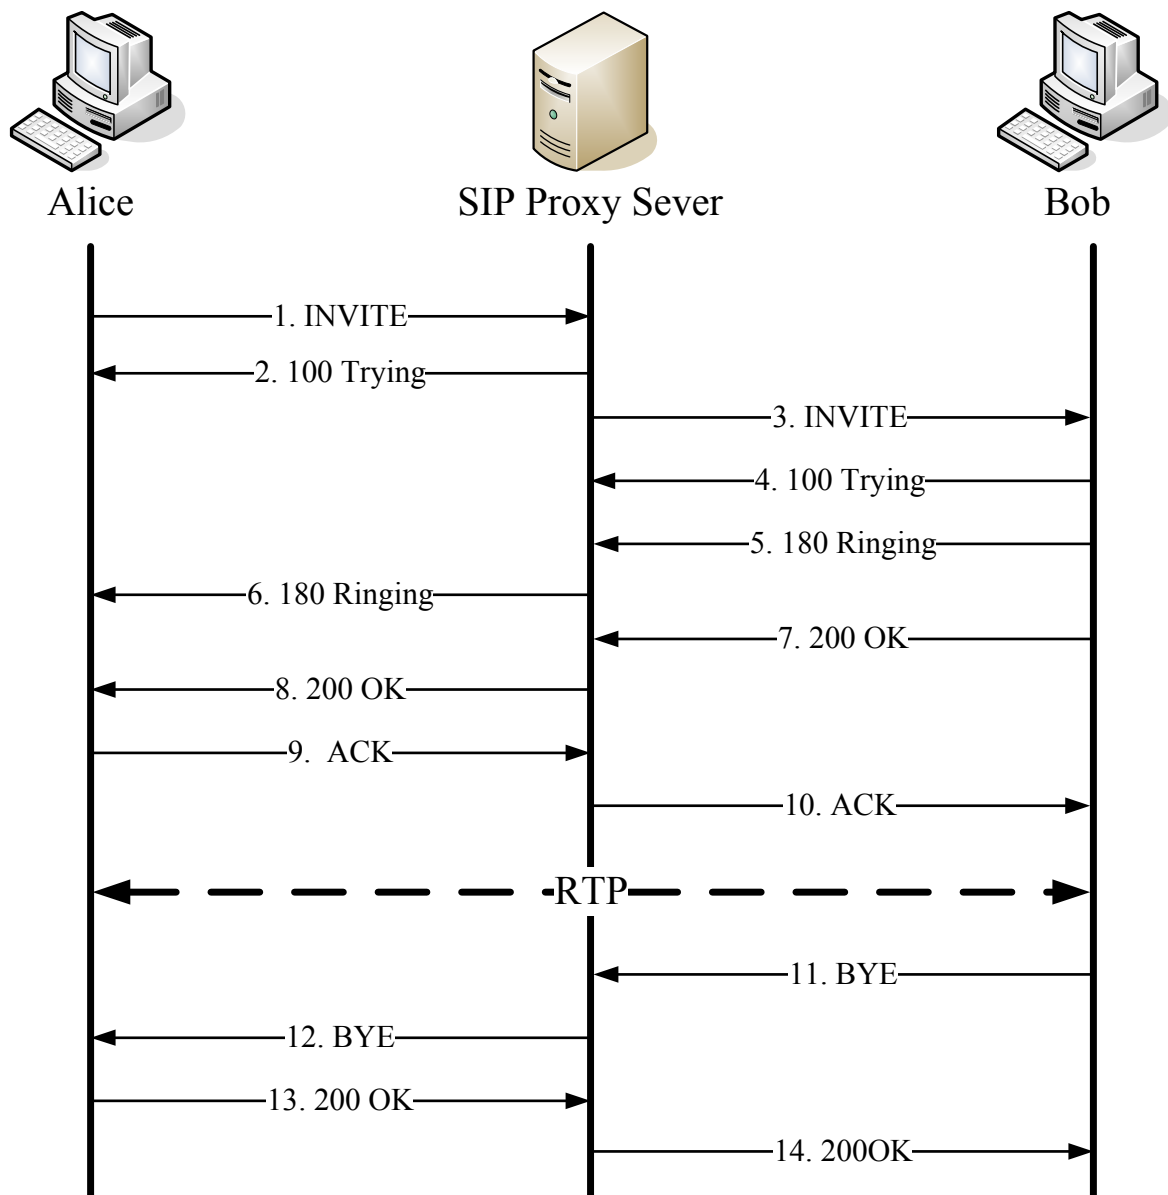 Alice
SIP Proxy Sever
Bob
1. INVITE
2. 100 Trying
3. INVITE
4. 100 Trying
5. 180 Ringing
6. 180 Ringing
7. 200 OK
8. 200 OK
9.  ACK
10. ACK
RTP
11. BYE
12. BYE
13. 200 OK
14. 200OK